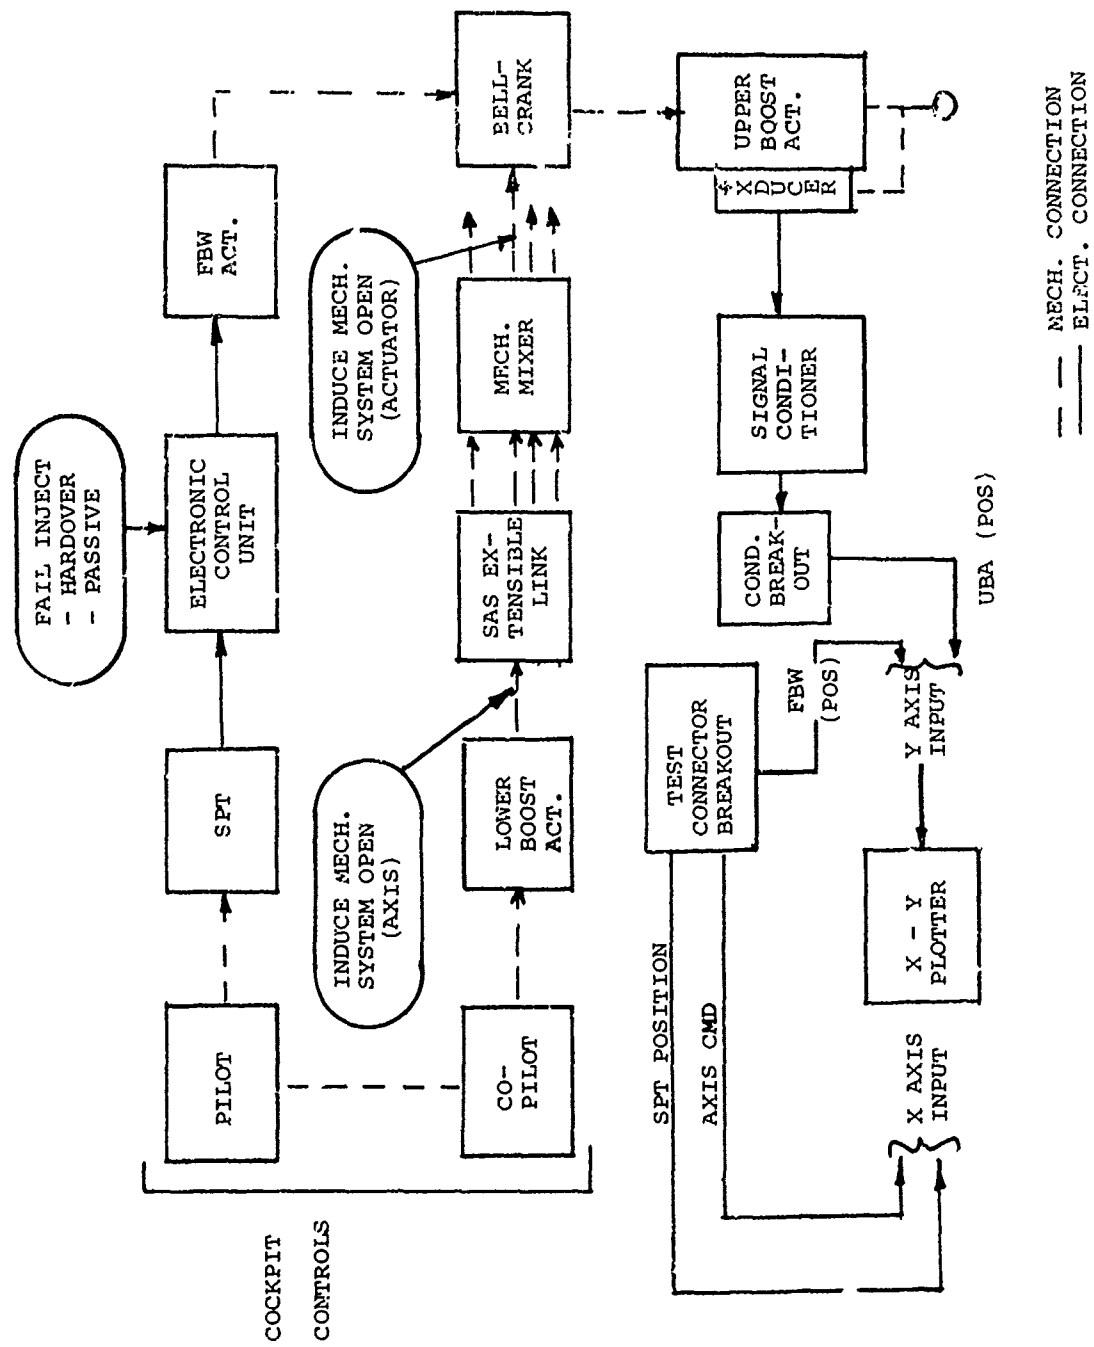 COCKPIT
CONTROLS
PILOT
SPT
FAIL INJECT
- HARDOVER
- PASSIVE
ELECTRONIC
CONTROL
UNIT
FBW
ACT.
INDUCE MECH.
SYSTEM OPEN
(AXIS)
INDUCE MECH.
SYSTEM OPEN
(ACTUATOR)
CO-
PILOT
LOWER
BOOST
ACT.
SAS EX-
TENSIBLE
LINK
MECH.
MIXER
BELL-
CRANK
SPT POSITION
AXIS CMD
TEST
CONNECTOR
BREAKOUT
FBW
(POS)
COND.
BREAK-
OUT
SIGNAL
CONDI-
TIONER
XDUCER
UPPER
BOOST
ACT.
X AXIS
INPUT
X - Y
PLOTTER
Y AXIS
INPUT
UBA (POS)
MECH. CONNECTION
ELECT. CONNECTION